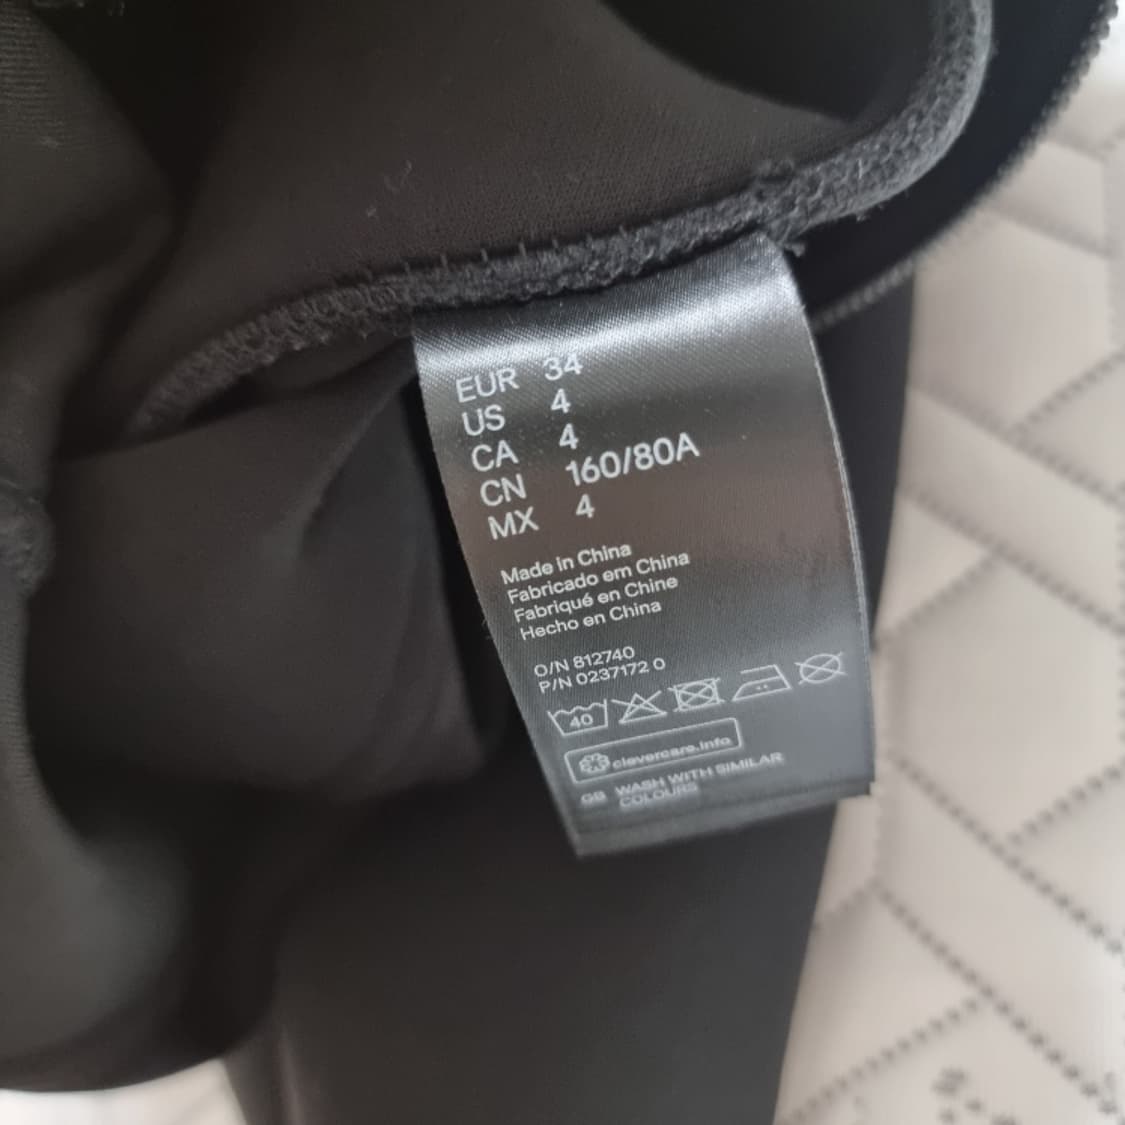 EUR 34
US 4
CA 4
CN 160/80A
MX 4
Made in China
Fabricado em China
Fabriqué en Chine
Hecho en China
O/N 812740
P/N 0237172 0
40
clevercare.info
GB WASH WITH SIMILAR
COLOURS